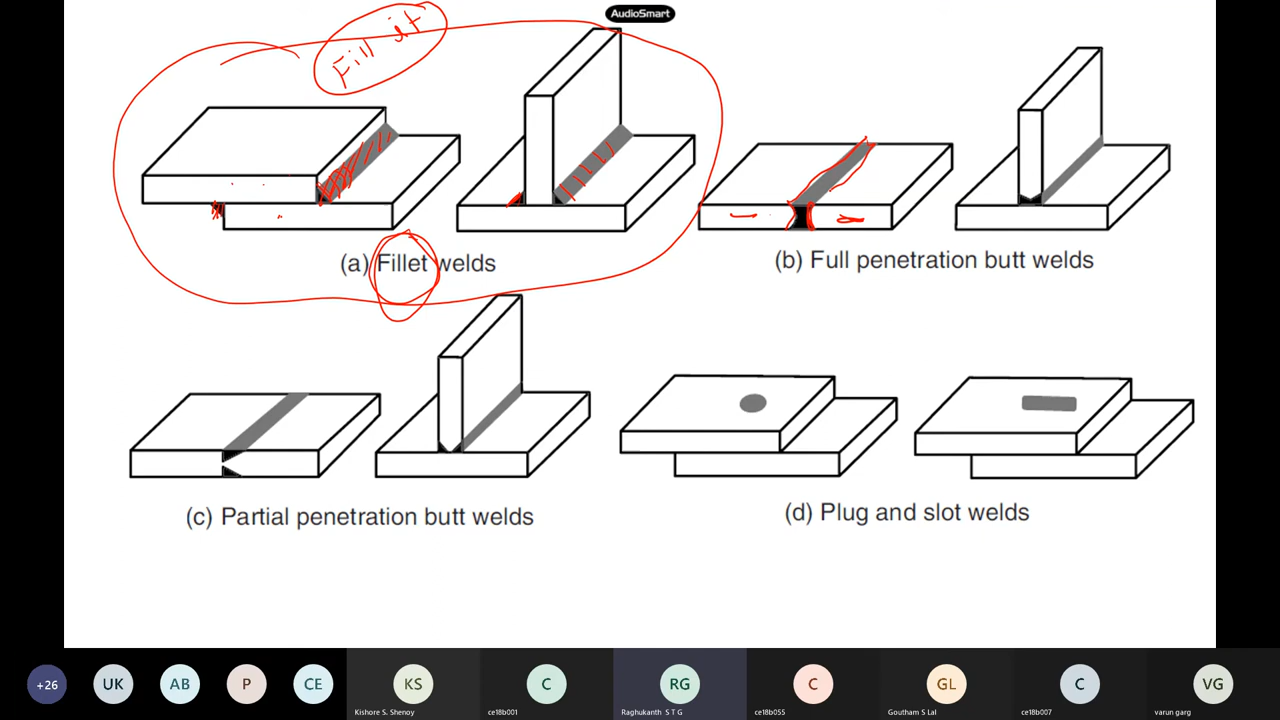 AudioSmart
Fill it
(a) Fillet welds
(b) Full penetration butt welds
(c) Partial penetration butt welds
(d) Plug and slot welds
+26
UK
AB
P
CE
KS
C
RG
C
GL
C
VG
Kishore S. Shenoy
ce18b001
Raghukanth S T G
ce18b055
Goutham S Lal
ce18b007
varun garg